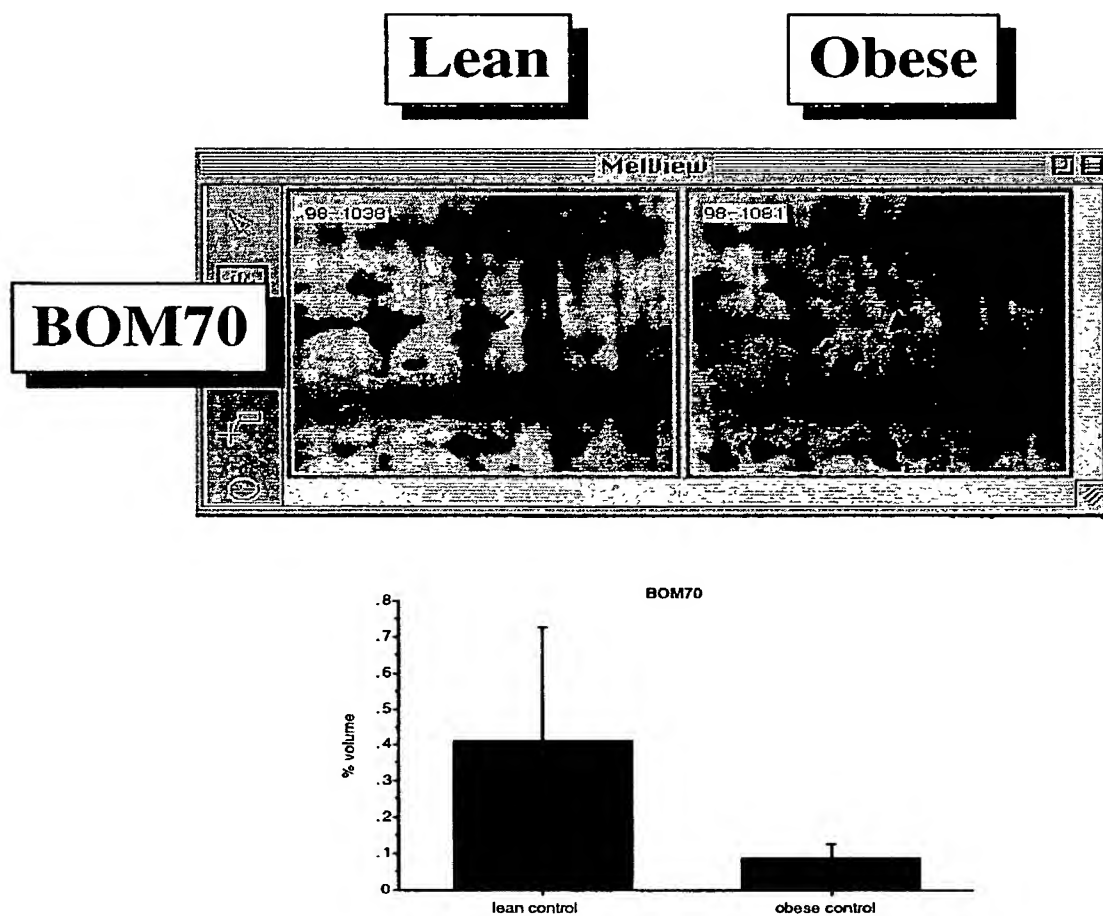 Lean
Obese
MelView
98-1038
98-1081
BOM70
BOM70
.8
.7
.6
.5
.4
.3
.2
.1
0
% volume
lean control
obese control